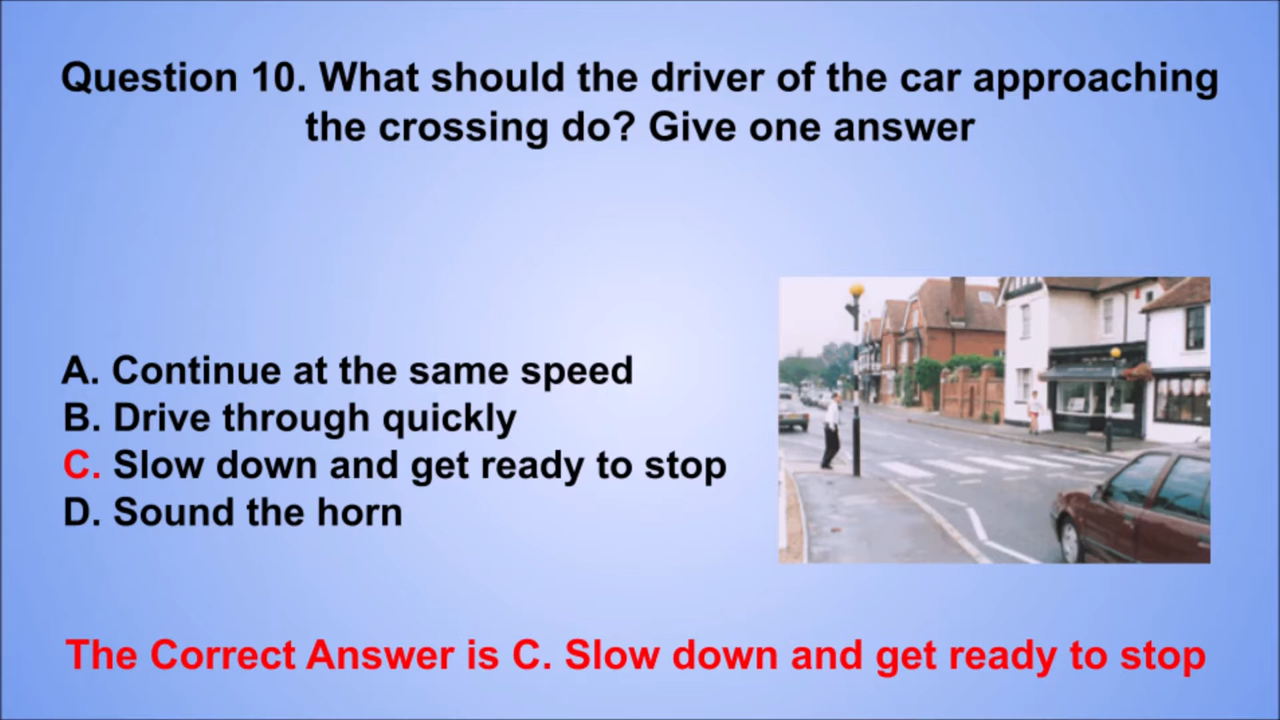 Question 10. What should the driver of the car approaching
the crossing do? Give one answer
A. Continue at the same speed
B. Drive through quickly
C. Slow down and get ready to stop
D. Sound the horn
The Correct Answer is C. Slow down and get ready to stop